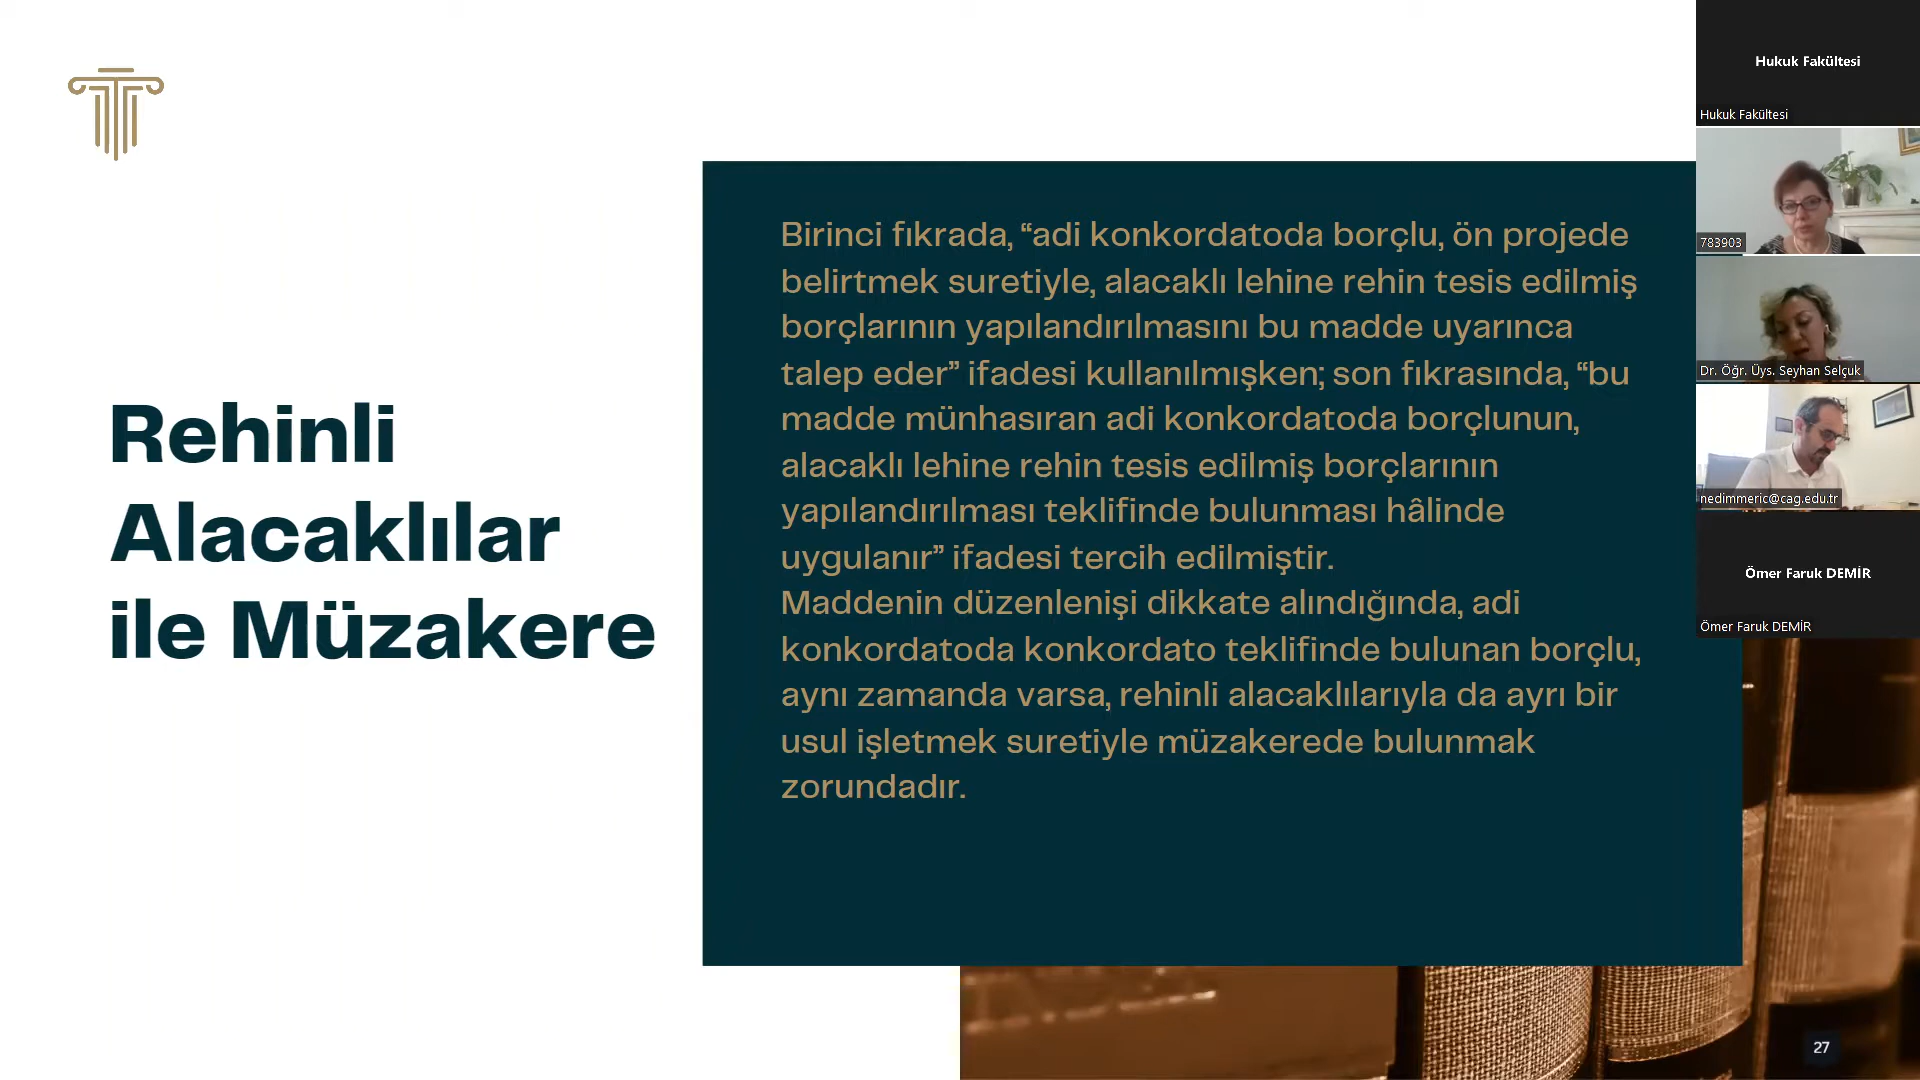 Rehinli
Alacaklılar
ile Müzakere
Birinci fıkrada, “adi konkordatoda borçlu, ön projede
belirtmek suretiyle, alacaklı lehine rehin tesis edilmiş
borçlarının yapılandırılmasını bu madde uyarınca
talep eder” ifadesi kullanılmışken; son fıkrasında, “bu
madde münhasıran adi konkordatoda borçlunun,
alacaklı lehine rehin tesis edilmiş borçlarının
yapılandırılması teklifinde bulunması hâlinde
uygulanır” ifadesi tercih edilmiştir.
Maddenin düzenlenişi dikkate alındığında, adi
konkordatoda konkordato teklifinde bulunan borçlu,
aynı zamanda varsa, rehinli alacaklılarıyla da ayrı bir
usul işletmek suretiyle müzakerede bulunmak
zorundadır.
27
Hukuk Fakültesi
Hukuk Fakültesi
783903
Dr. Öğr. Üys. Seyhan Selçuk
nedimmeric@cag.edu.tr
Ömer Faruk DEMİR
Ömer Faruk DEMİR